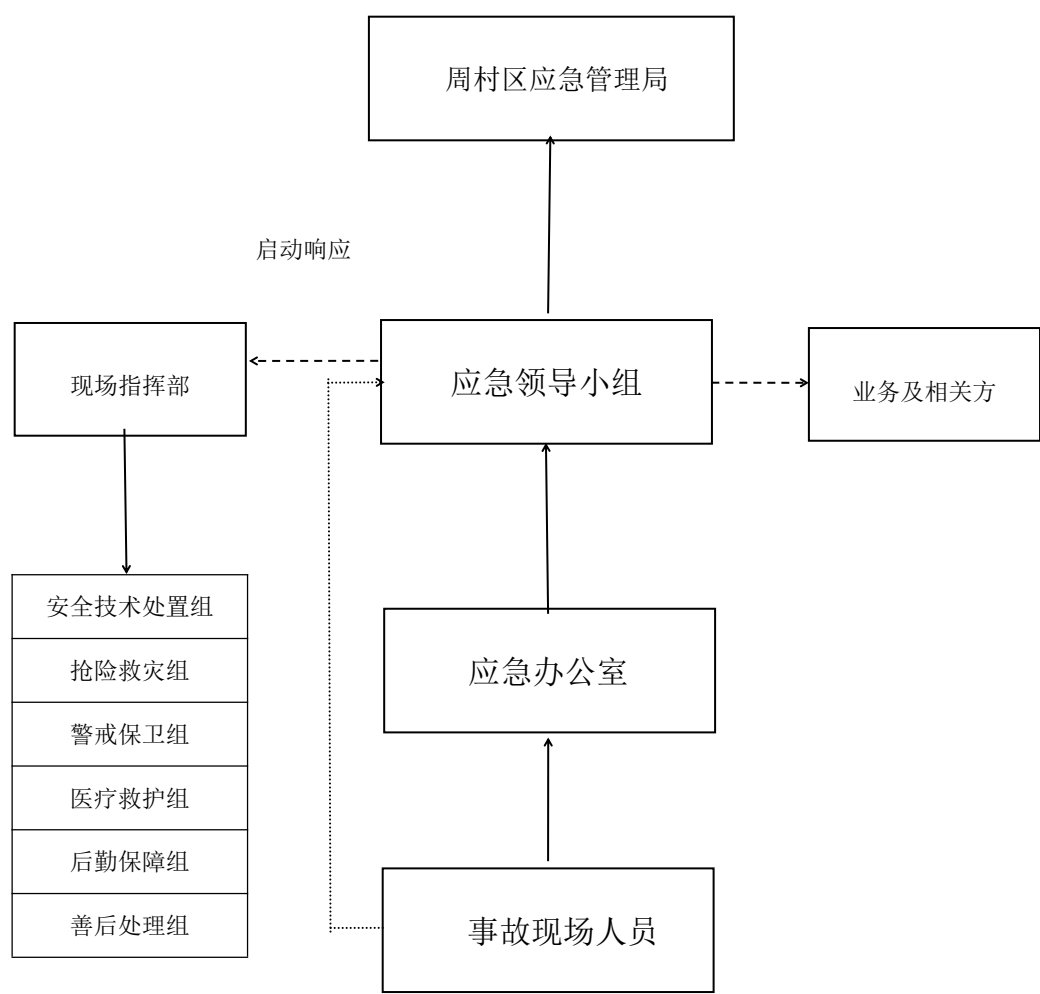 周村区应急管理局
启动响应
现场指挥部
应急领导小组
业务及相关方
安全技术处置组
抢险救灾组
警戒保卫组
医疗救护组
后勤保障组
善后处理组
应急办公室
事故现场人员